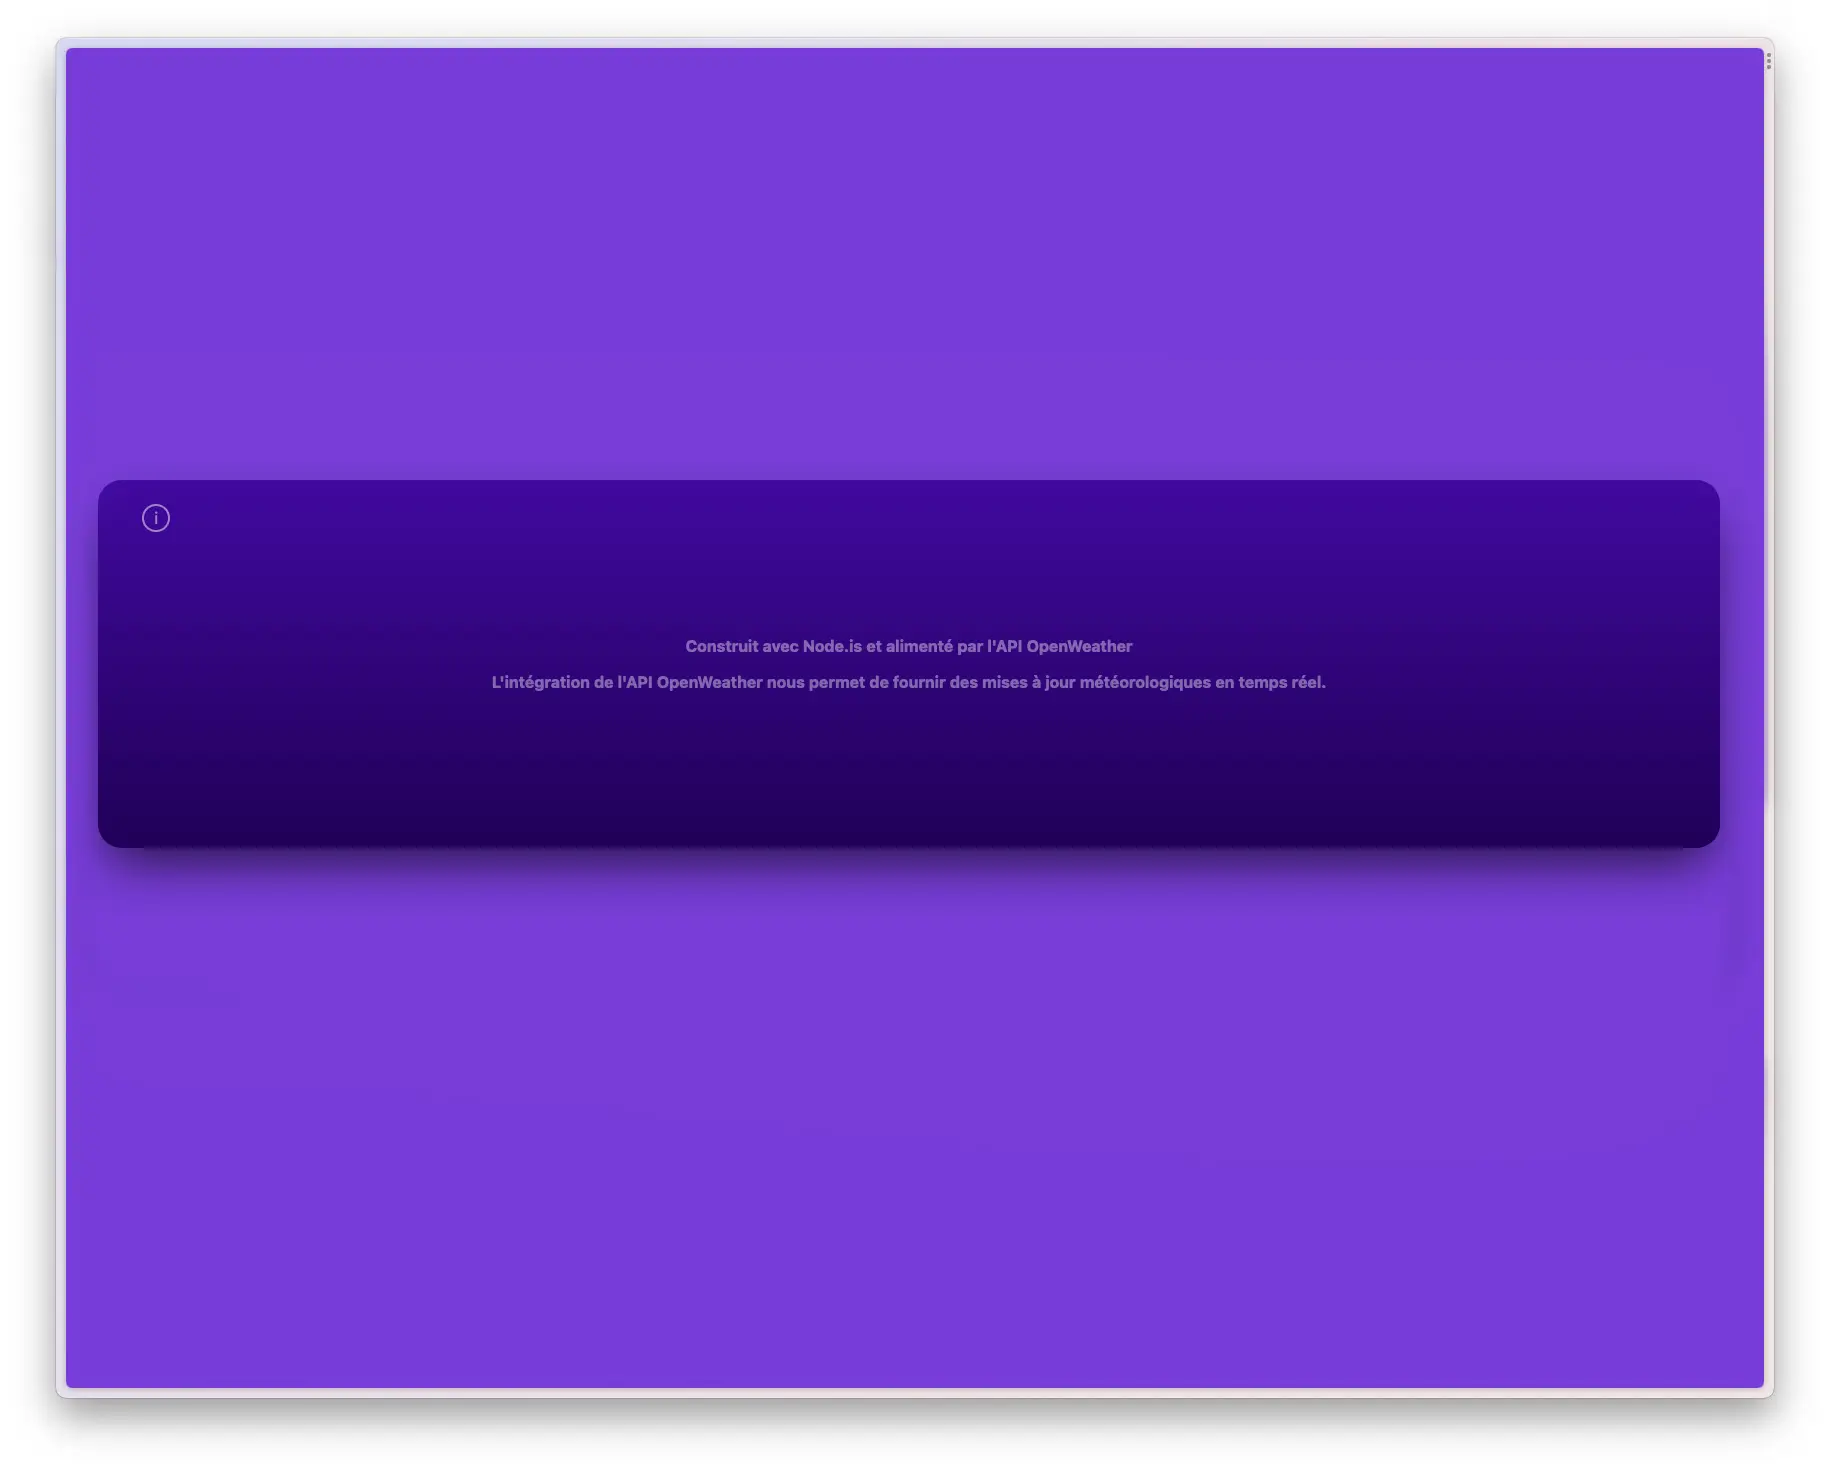 i
Construit avec Node.is et alimenté par l'API OpenWeather
L'intégration de l'API OpenWeather nous permet de fournir des mises à jour météorologiques en temps réel.